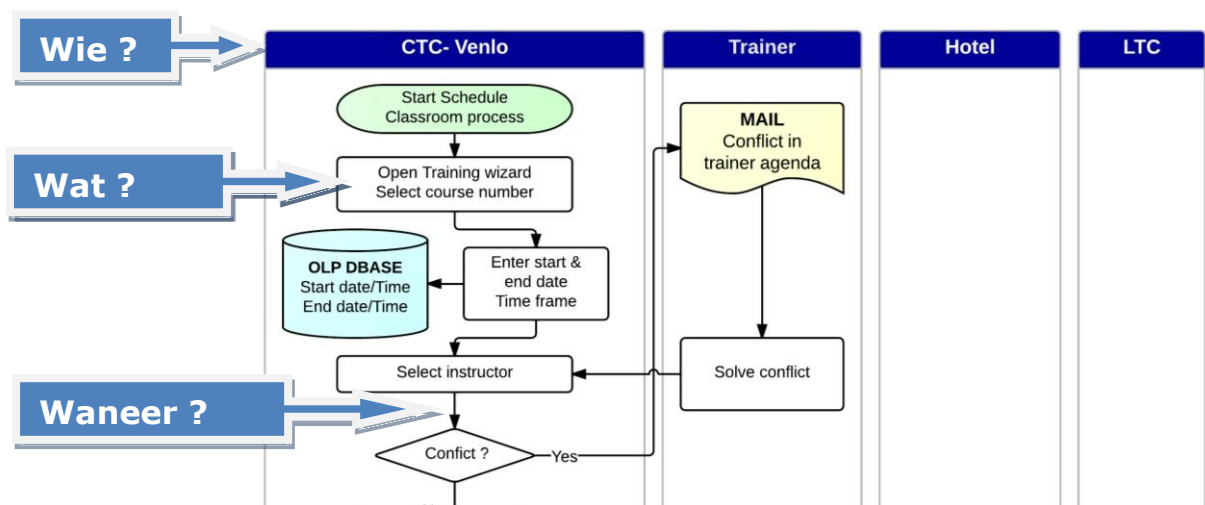 Wie ?
CTC- Venlo
Trainer
Hotel
LTC
Start Schedule
Classroom process
MAIL
Conflict in
trainer agenda
Wat ?
Open Training wizard
Select course number
OLP DBASE
Start date/Time
End date/Time
Enter start &
end date
Time frame
Select instructor
Solve conflict
Waneer ?
Confict ?
Yes